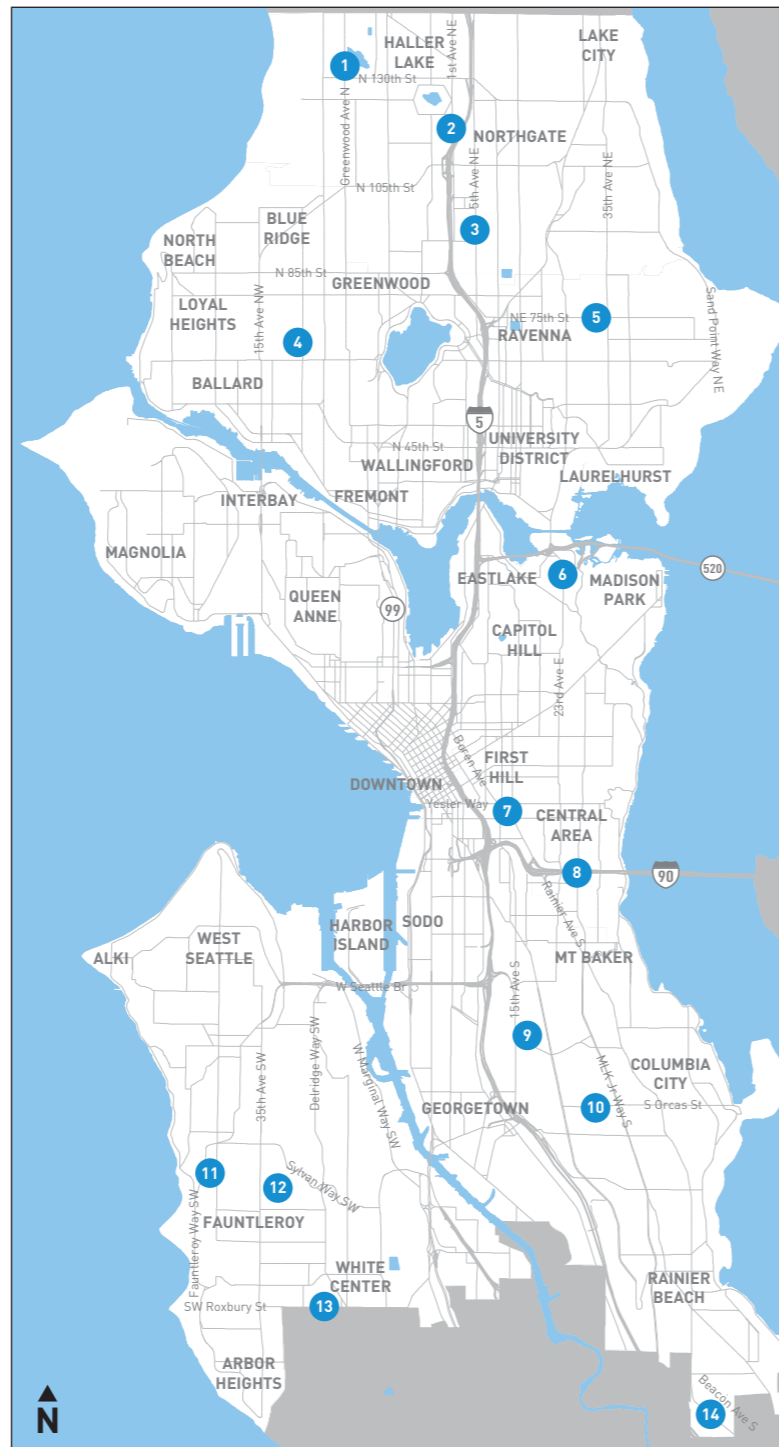 HALLER
LAKE
LAKE
CITY
1st Ave NE
1
N 130th St
Greenwood Ave N
2
NORTHGATE
5th Ave NE
35th Ave NE
N 105th St
3
BLUE
RIDGE
NORTH
BEACH
N 85th St
GREENWOOD
LOYAL
HEIGHTS
15th Ave NW
4
NE 75th St
5
RAVENNA
Sand Point Way NE
BALLARD
5
N 45th St
UNIVERSITY
DISTRICT
WALLINGFORD
LAURELHURST
INTERBAY
FREMONT
MAGNOLIA
EASTLAKE
6
520
MADISON
PARK
QUEEN
ANNE
99
CAPITOL
HILL
23rd Ave E
Boren Ave
FIRST
HILL
DOWNTOWN
Yesler Way
7
CENTRAL
AREA
8
90
Rainier Ave S
HARBOR
ISLAND
SODO
WEST
SEATTLE
ALKI
MT BAKER
W Seattle Br
15th Ave S
9
35th Ave SW
Delridge Way SW
W Marginal Way SW
MLK Jr Way S
COLUMBIA
CITY
GEORGETOWN
10
S Orcas St
11
12
Sylvan Way SW
Fauntleroy Way SW
FAUNTLEROY
WHITE
CENTER
RAINIER
BEACH
SW Roxbury St
13
ARBOR
HEIGHTS
Beacon Ave S
14
N